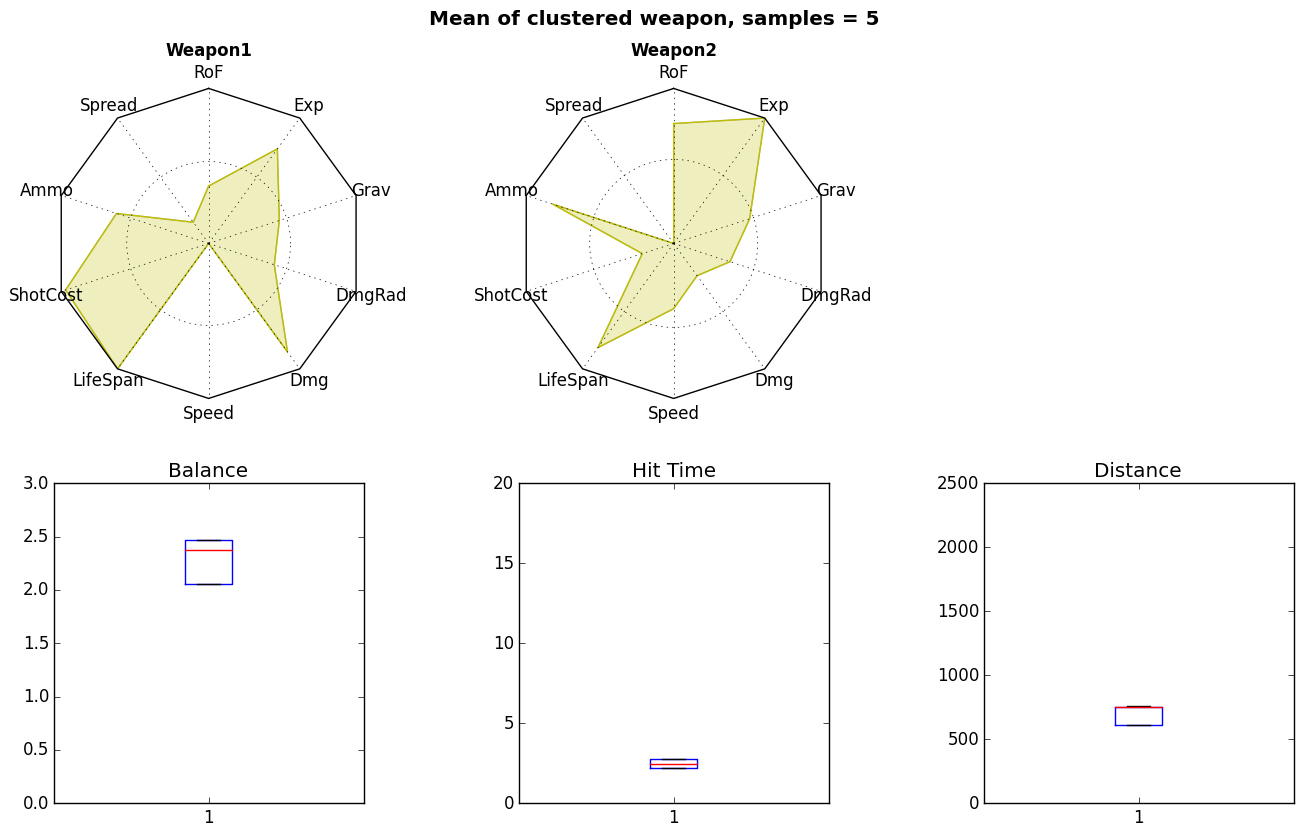 Mean of clustered weapon, samples = 5
Weapon1
RoF
Spread
Exp
Ammo
Grav
ShotCost
DmgRad
LifeSpan
Dmg
Speed
Weapon2
RoF
Spread
Exp
Ammo
Grav
ShotCost
DmgRad
LifeSpan
Dmg
Speed
Balance
3.0
2.5
2.0
1.5
1.0
0.5
0.0
1
Hit Time
20
15
10
5
0
1
Distance
2500
2000
1500
1000
500
0
1